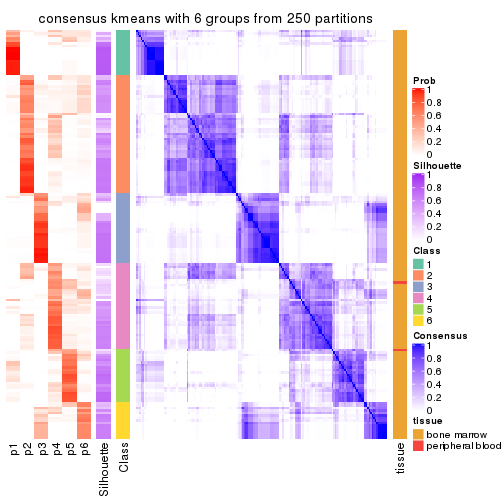 consensus kmeans with 6 groups from 250 partitions
Prob
1
0.8
0.6
0.4
0.2
0
Silhouette
1
0.8
0.6
0.4
0.2
0
Class
1
2
3
4
5
6
Consensus
1
0.8
0.6
0.4
0.2
0
tissue
bone marrow
peripheral blood
p1
p2
p3
p4
p5
p6
Silhouette
Class
tissue